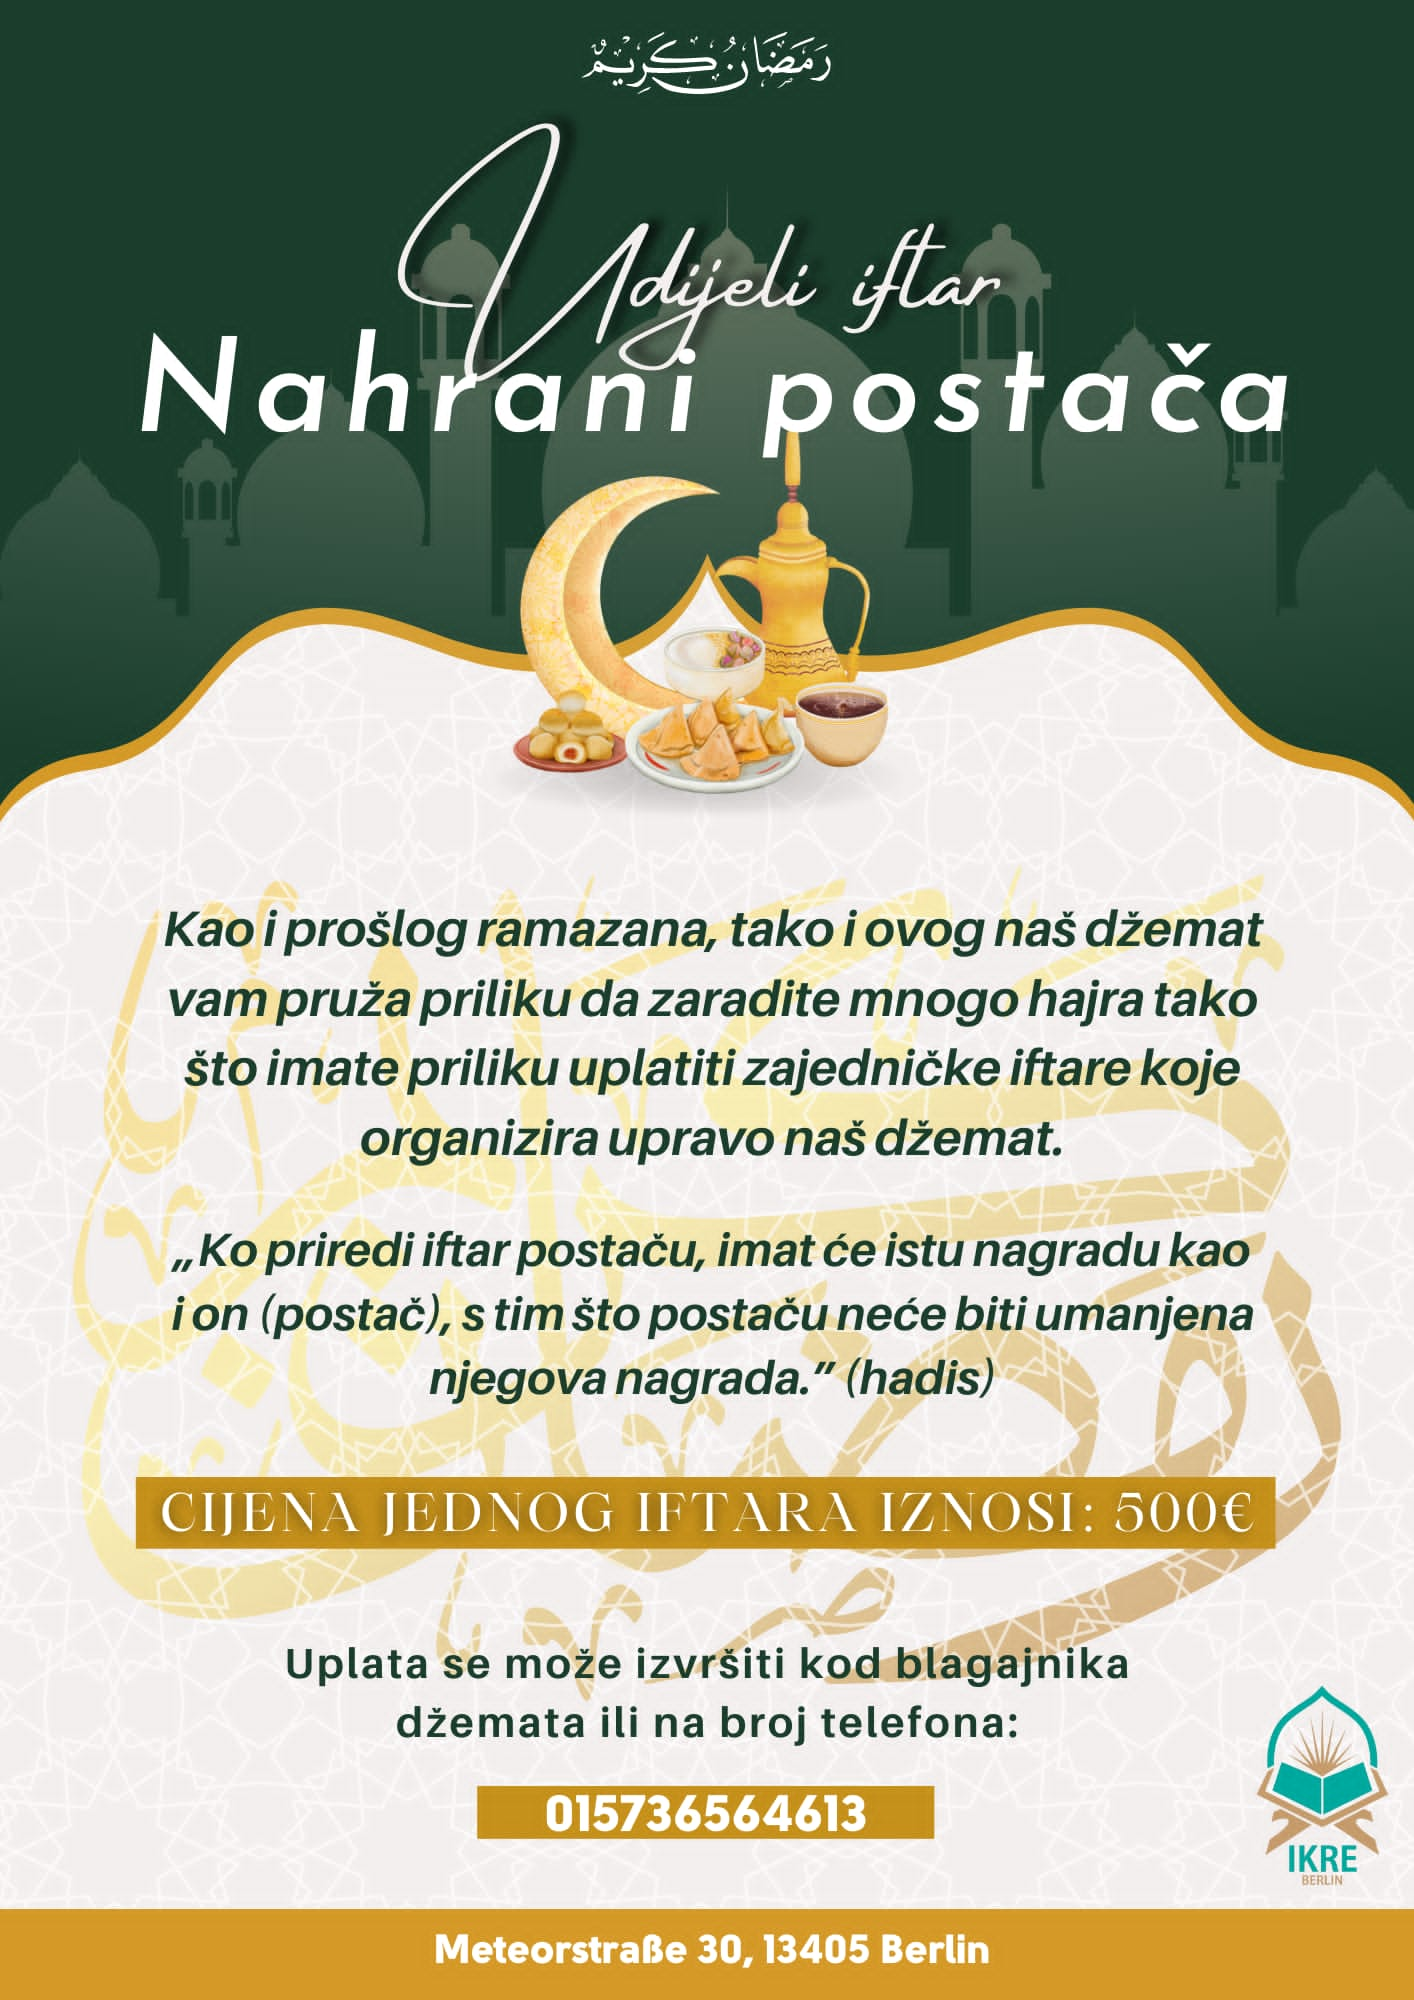 رَمَضَانُ كَرِيْمٌ
Udijeli iftar
Nahrani postača
Kao i prošlog ramazana, tako i ovog naš džemat
vam pruža priliku da zaradite mnogo hajra tako
što imate priliku uplatiti zajedničke iftare koje
organizira upravo naš džemat.
„Ko priredi iftar postaču, imat će istu nagradu kao
i on (postač), s tim što postaču neće biti umanjena
njegova nagrada.” (hadis)
CIJENA JEDNOG IFTARA IZNOSI: 500€
Uplata se može izvršiti kod blagajnika
džemata ili na broj telefona:
015736564613
IKRE
BERLIN
Meteorstraße 30, 13405 Berlin